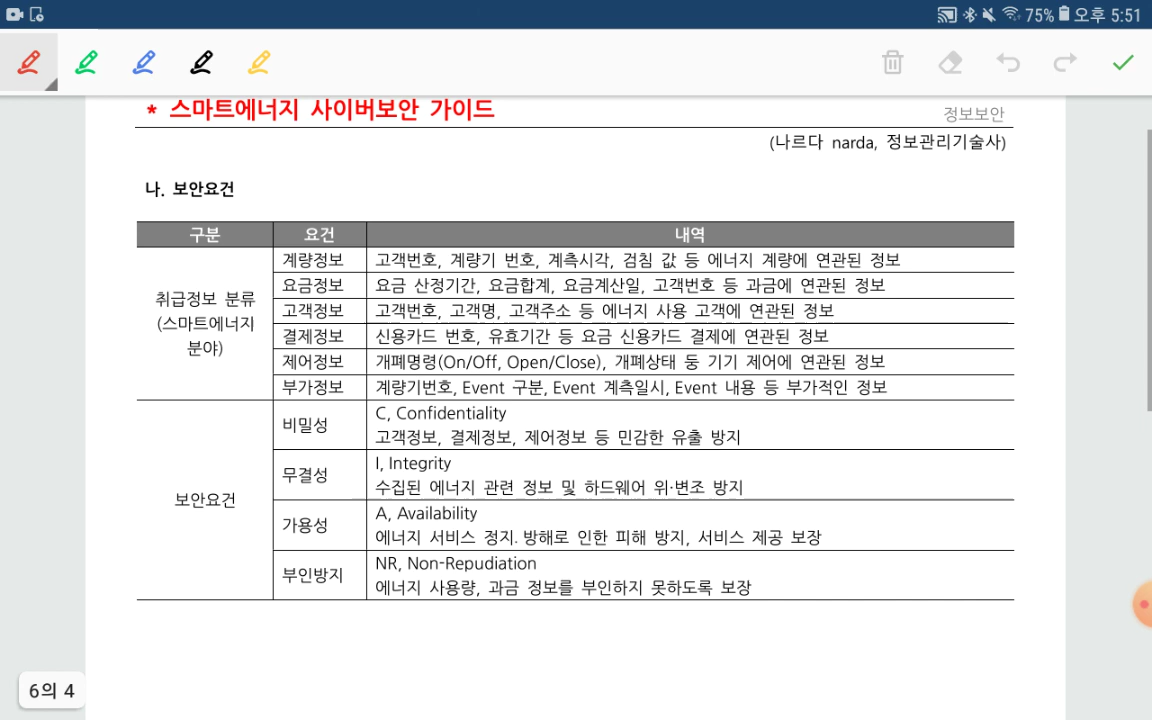 75% 오후 5:51
* 스마트에너지 사이버보안 가이드
정보보안
(나르다 narda, 정보관리기술사)
나. 보안요건
구분 요건 내역
취급정보 분류
(스마트에너지
분야)
계량정보 고객번호, 계량기 번호, 계측시각, 검침 값 등 에너지 계량에 연관된 정보
요금정보 요금 산정기간, 요금합계, 요금계산일, 고객번호 등 과금에 연관된 정보
고객정보 고객번호, 고객명, 고객주소 등 에너지 사용 고객에 연관된 정보
결제정보 신용카드 번호, 유효기간 등 요금 신용카드 결제에 연관된 정보
제어정보 개폐명령(On/Off, Open/Close), 개폐상태 둥 기기 제어에 연관된 정보
부가정보 계량기번호, Event 구분, Event 계측일시, Event 내용 등 부가적인 정보
보안요건
비밀성
C, Confidentiality
고객정보, 결제정보, 제어정보 등 민감한 유출 방지
무결성
I, Integrity
수집된 에너지 관련 정보 및 하드웨어 위·변조 방지
가용성
A, Availability
에너지 서비스 정지. 방해로 인한 피해 방지, 서비스 제공 보장
부인방지
NR, Non-Repudiation
에너지 사용량, 과금 정보를 부인하지 못하도록 보장
6의 4